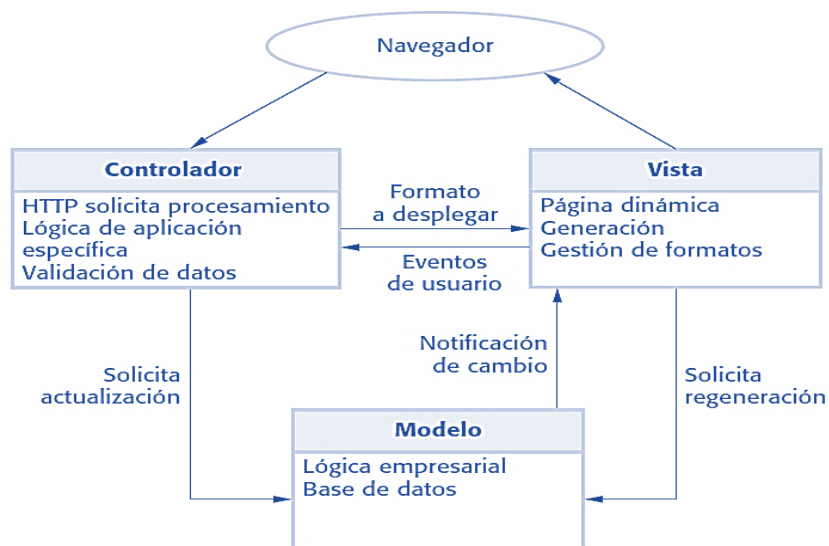 Navegador
Controlador
HTTP solicita procesamiento
Lógica de aplicación
específica
Validación de datos
Formato
a desplegar
Eventos
de usuario
Vista
Página dinámica
Generación
Gestión de formatos
Solicita
actualización
Notificación
de cambio
Solicita
regeneración
Modelo
Lógica empresarial
Base de datos